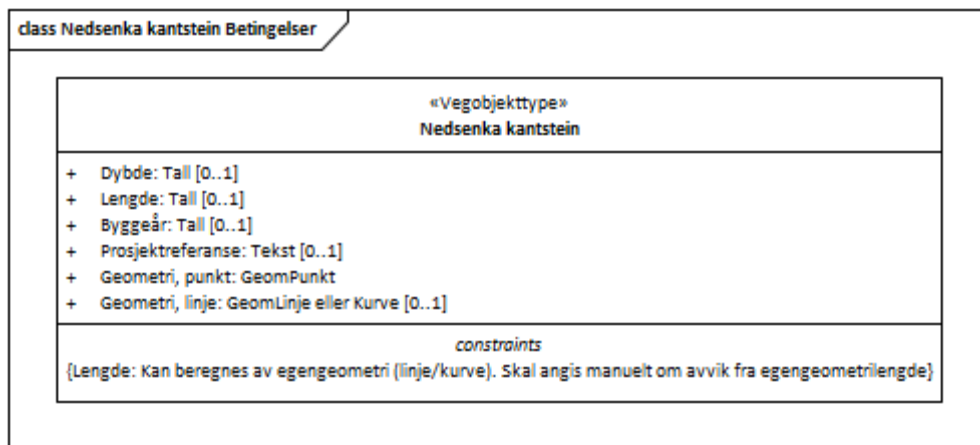 class Nedsenka kantstein Betingelser
«Vegobjekttype»
Nedsenka kantstein
+ Dybde: Tall [0..1]
+ Lengde: Tall [0..1]
+ Byggeår: Tall [0..1]
+ Prosjektreferanse: Tekst [0..1]
+ Geometri, punkt: GeomPunkt
+ Geometri, linje: GeomLinje eller Kurve [0..1]
constraints
{Lengde: Kan beregnes av egengeometri (linje/kurve). Skal angis manuelt om avvik fra egengeometrilengde}